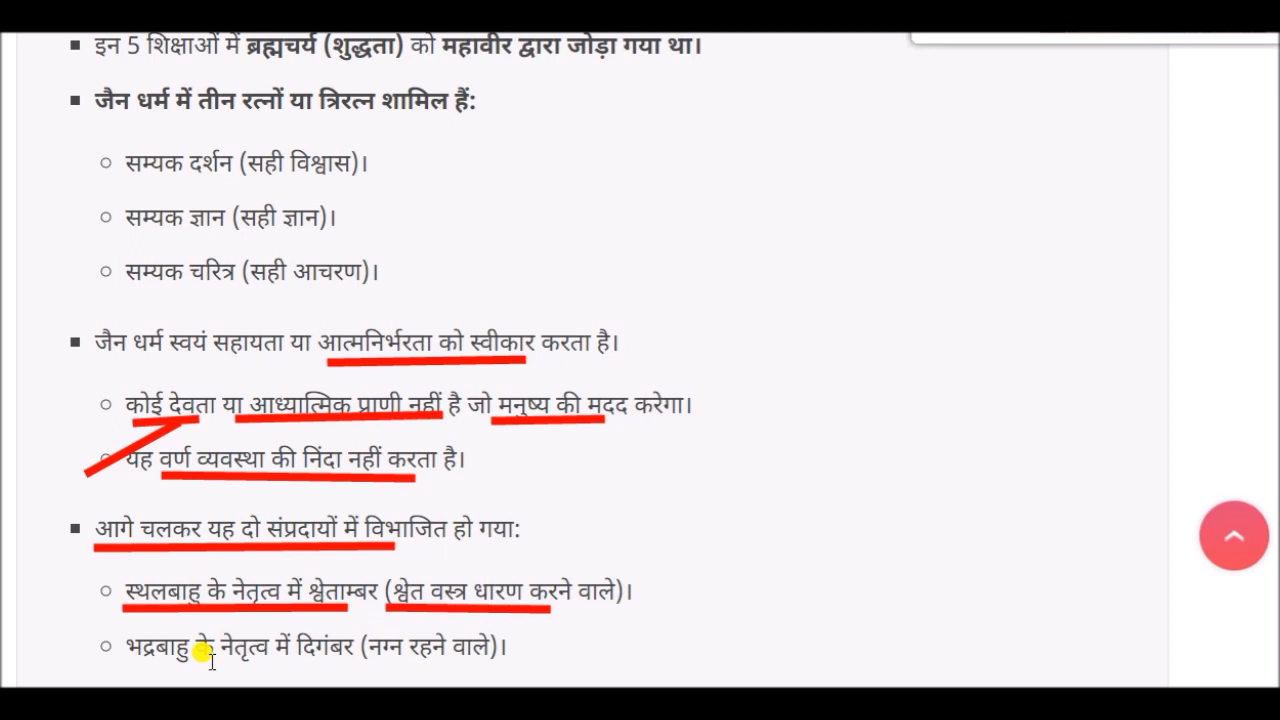 ▪ इन 5 शिक्षाओं में ब्रह्मचर्य (शुद्धता) को महावीर द्वारा जोड़ा गया था।
▪ जैन धर्म में तीन रत्नों या त्रिरत्न शामिल हैं:
○ सम्यक दर्शन (सही विश्वास)।
○ सम्यक ज्ञान (सही ज्ञान)।
○ सम्यक चरित्र (सही आचरण)।
▪ जैन धर्म स्वयं सहायता या आत्मनिर्भरता को स्वीकार करता है।
○ कोई देवता या आध्यात्मिक प्राणी नहीं है जो मनुष्य की मदद करेगा।
○ यह वर्ण व्यवस्था की निंदा नहीं करता है।
▪ आगे चलकर यह दो संप्रदायों में विभाजित हो गया:
○ स्थलबाहु के नेतृत्व में श्वेताम्बर (श्वेत वस्त्र धारण करने वाले)।
○ भद्रबाहु के नेतृत्व में दिगंबर (नग्न रहने वाले)।